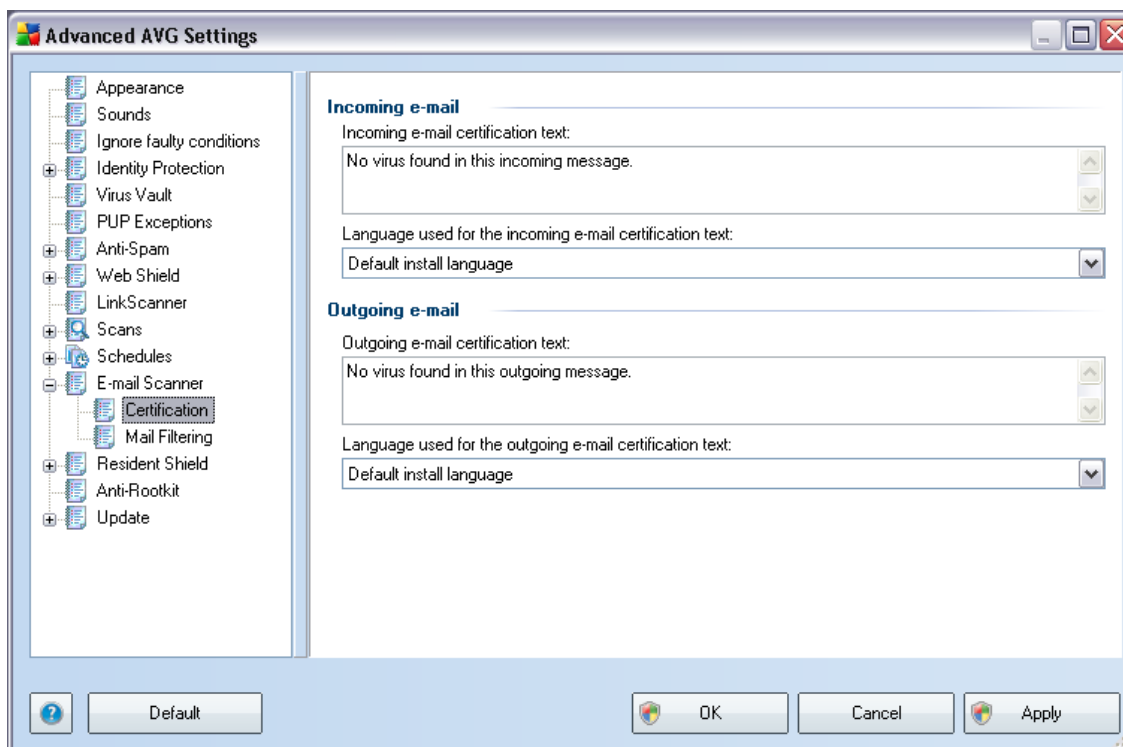 Advanced AVG Settings
Appearance
Sounds
Ignore faulty conditions
Identity Protection
Virus Vault
PUP Exceptions
Anti-Spam
Web Shield
LinkScanner
Scans
Schedules
E-mail Scanner
Certification
Mail Filtering
Resident Shield
Anti-Rootkit
Update
Incoming e-mail
Incoming e-mail certification text:
No virus found in this incoming message.
Language used for the incoming e-mail certification text:
Default install language
Outgoing e-mail
Outgoing e-mail certification text:
No virus found in this outgoing message.
Language used for the outgoing e-mail certification text:
Default install language
?
Default
OK
Cancel
Apply